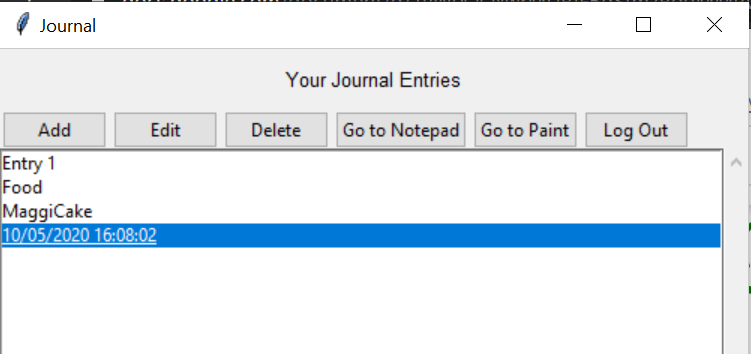 Journal
Your Journal Entries
Add Edit Delete Go to Notepad Go to Paint Log Out
Entry 1
Food
MaggiCake
10/05/2020 16:08:02